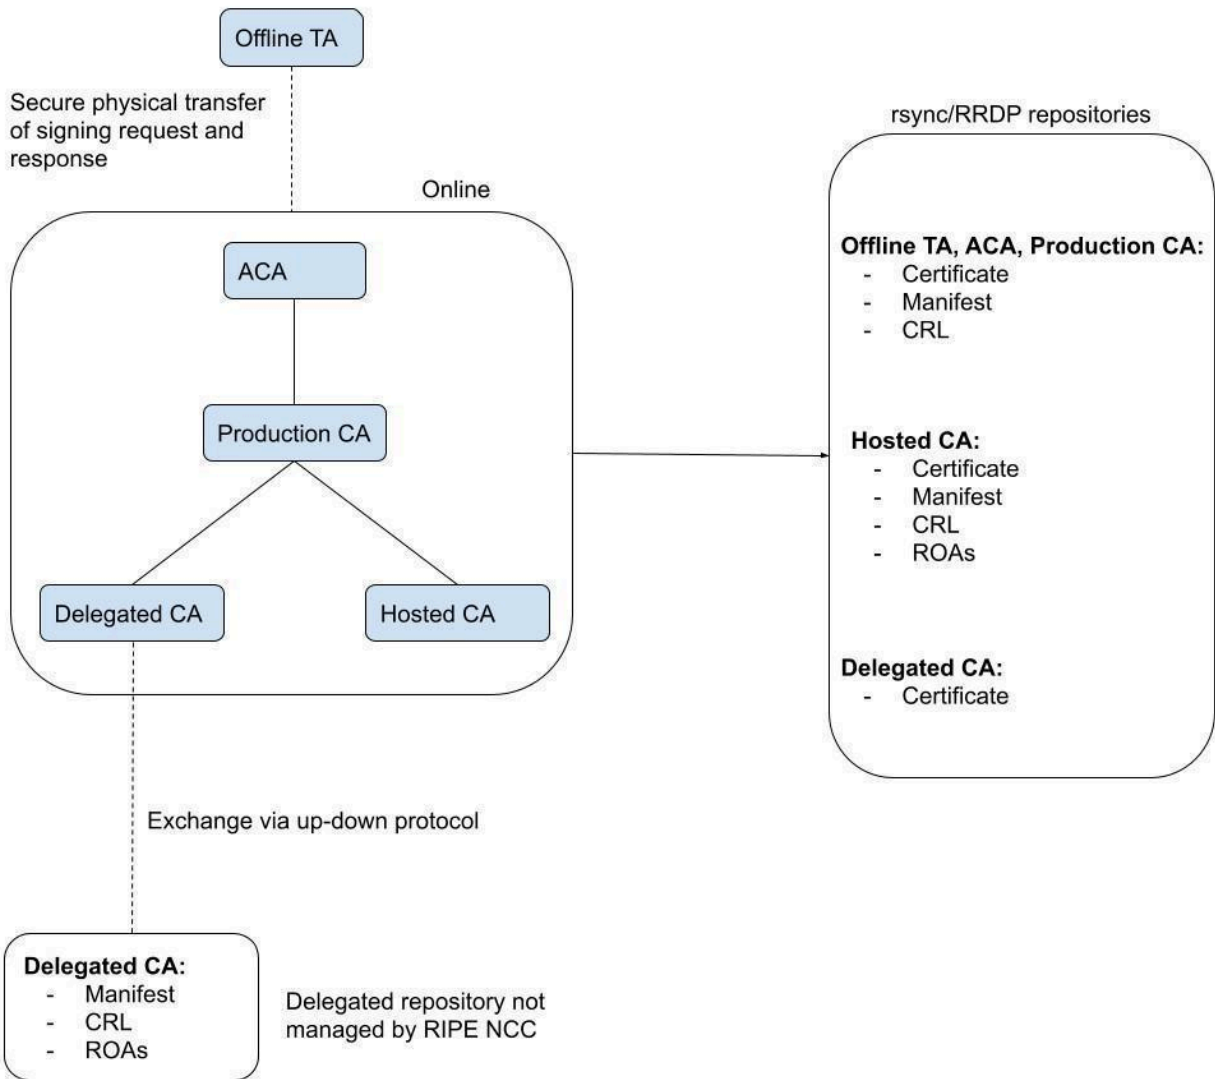 Offline TA
Secure physical transfer
of signing request and
response
Online
ACA
Production CA
Delegated CA
Hosted CA
Exchange via up-down protocol
Delegated CA:
- Manifest
- CRL
- ROAs
Delegated repository not
managed by RIPE NCC
rsync/RRDP repositories
Offline TA, ACA, Production CA:
- Certificate
- Manifest
- CRL
Hosted CA:
- Certificate
- Manifest
- CRL
- ROAs
Delegated CA:
- Certificate